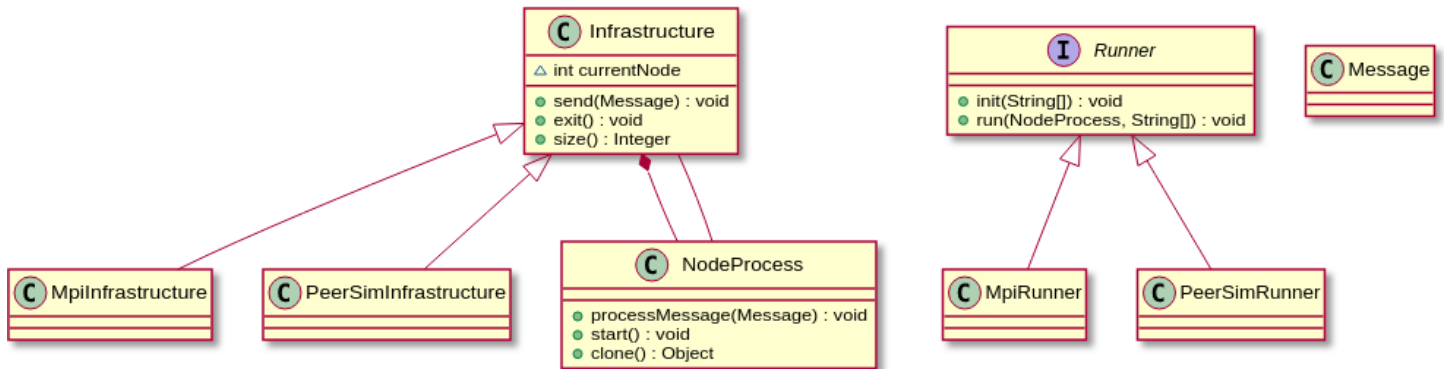 C Infrastructure
int currentNode
send(Message) : void
exit() : void
size() : Integer
I Runner
init(String[]) : void
run(NodeProcess, String[]) : void
C Message
C MpiInfrastructure
C PeerSimInfrastructure
C NodeProcess
processMessage(Message) : void
start() : void
clone() : Object
C MpiRunner
C PeerSimRunner